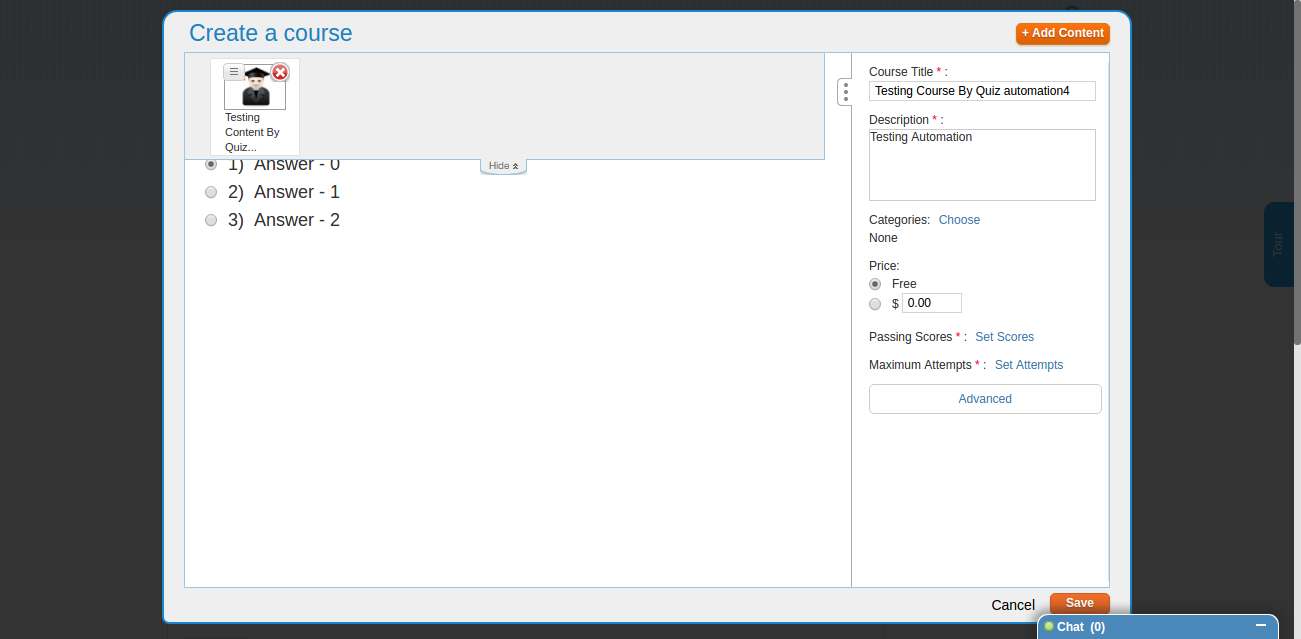 Create a course
+ Add Content
Testing
Content By
Quiz...
Hide
1) Answer - 0
2) Answer - 1
3) Answer - 2
Course Title * :
Testing Course By Quiz automation4
Description * :
Testing Automation
Categories: Choose
None
Price:
Free
$ 0.00
Passing Scores * : Set Scores
Maximum Attempts * : Set Attempts
Advanced
Tour
Cancel
Save
Chat (0)